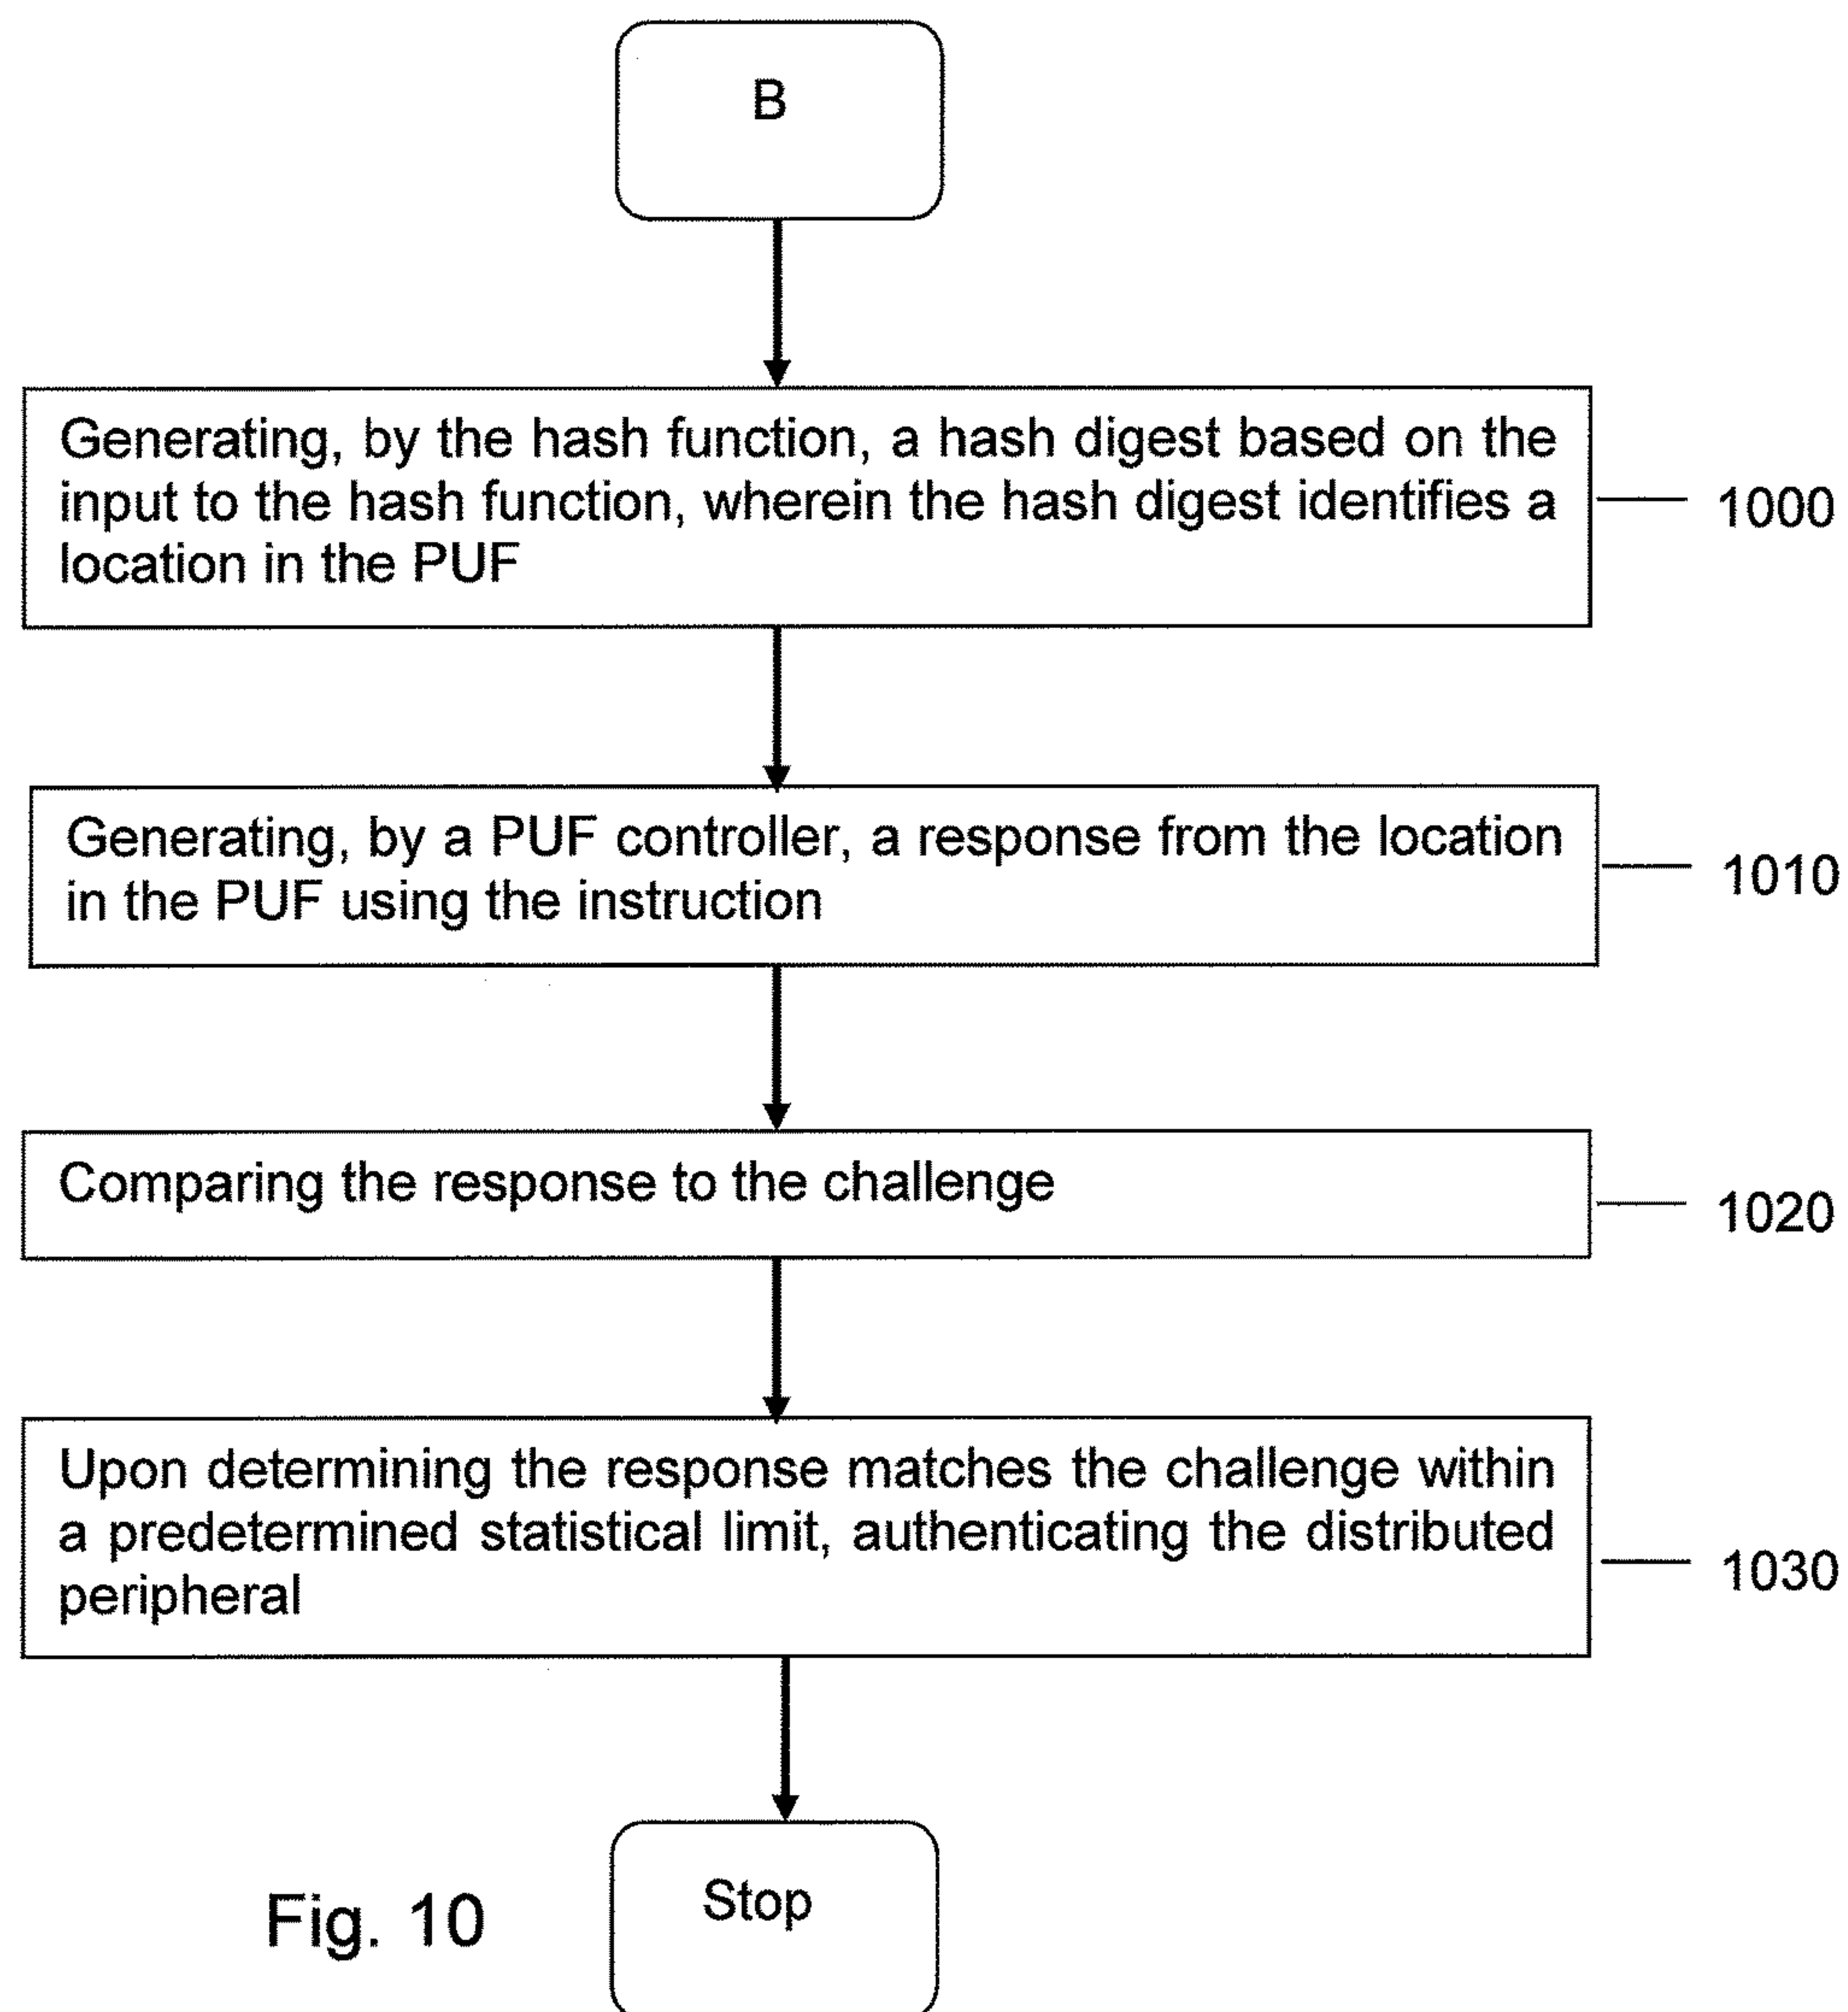 B
Generating, by the hash function, a hash digest based on the
input to the hash function, wherein the hash digest identifies a
location in the PUF
1000
Generating, by a PUF controller, a response from the location
in the PUF using the instruction
1010
Comparing the response to the challenge
1020
Upon determining the response matches the challenge within
a predetermined statistical limit, authenticating the distributed
peripheral
1030
Stop
Fig. 10